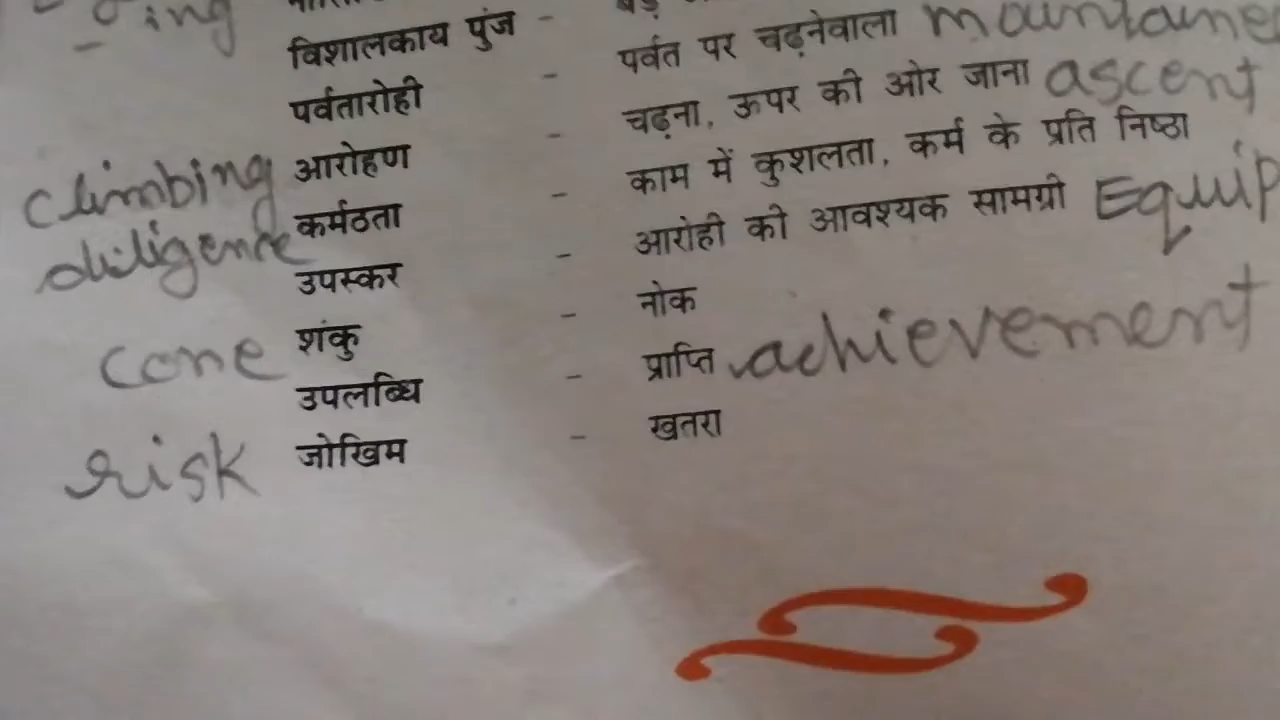 ing
विशालकाय पुंज -
पर्वतारोही - पर्वत पर चढ़नेवाला
climbing आरोहण - चढ़ना, ऊपर की ओर जाना ascent
diligence कर्मठता - काम में कुशलता, कर्म के प्रति निष्ठा
उपस्कर - आरोही की आवश्यक सामग्री Equip
cone शंकु - नोक
उपलब्धि - प्राप्ति achievement
risk जोखिम - खतरा